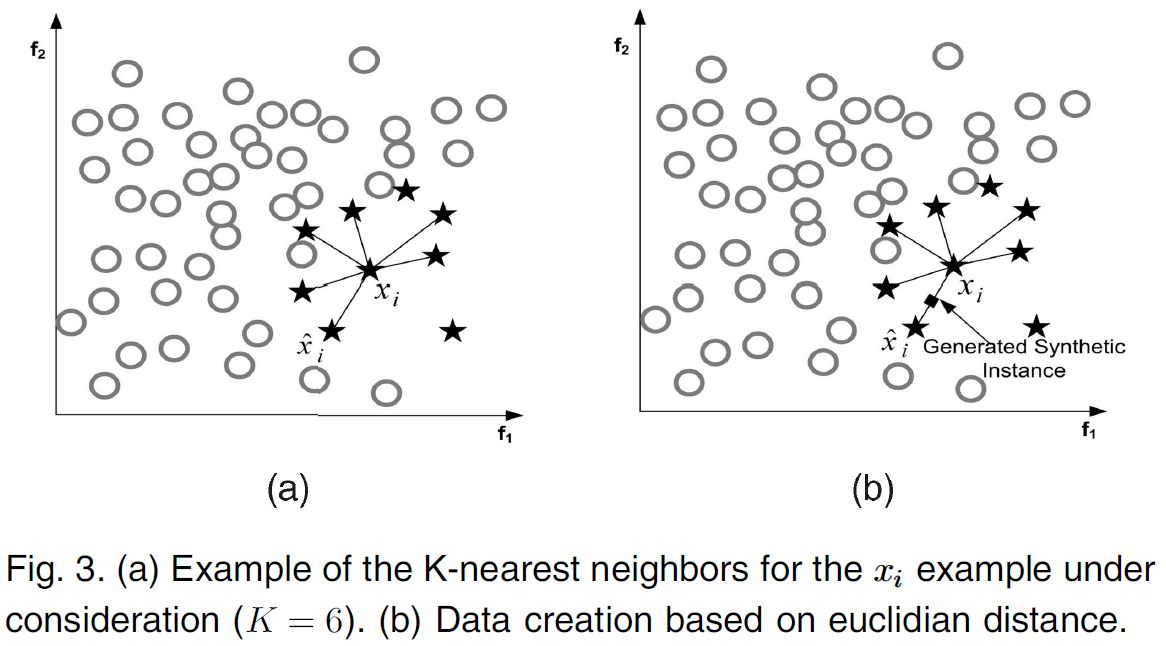 f₂
x̂ᵢ
xᵢ
f₁
(a)
f₂
xᵢ
x̂ᵢ
Generated Synthetic
Instance
f₁
(b)
Fig. 3. (a) Example of the K-nearest neighbors for the xᵢ example under
consideration (K = 6). (b) Data creation based on euclidian distance.